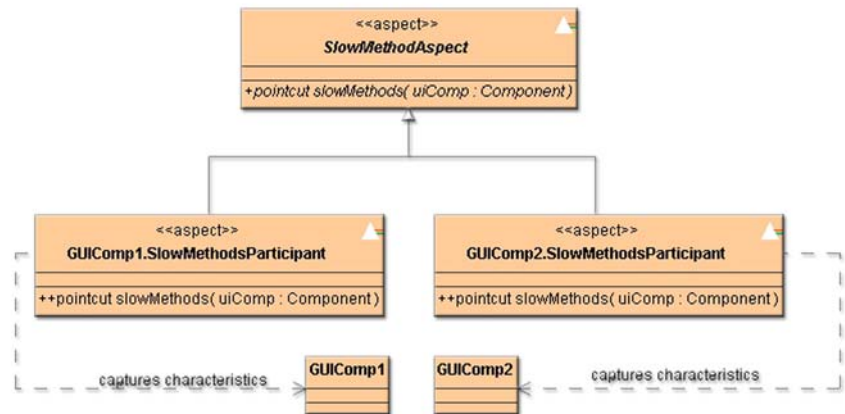 <<aspect>>
SlowMethodAspect
+pointcut slowMethods( uiComp : Component )
<<aspect>>
GUIComp1.SlowMethodsParticipant
++pointcut slowMethods( uiComp : Component )
<<aspect>>
GUIComp2.SlowMethodsParticipant
++pointcut slowMethods( uiComp : Component )
captures characteristics
GUIComp1
GUIComp2
captures characteristics